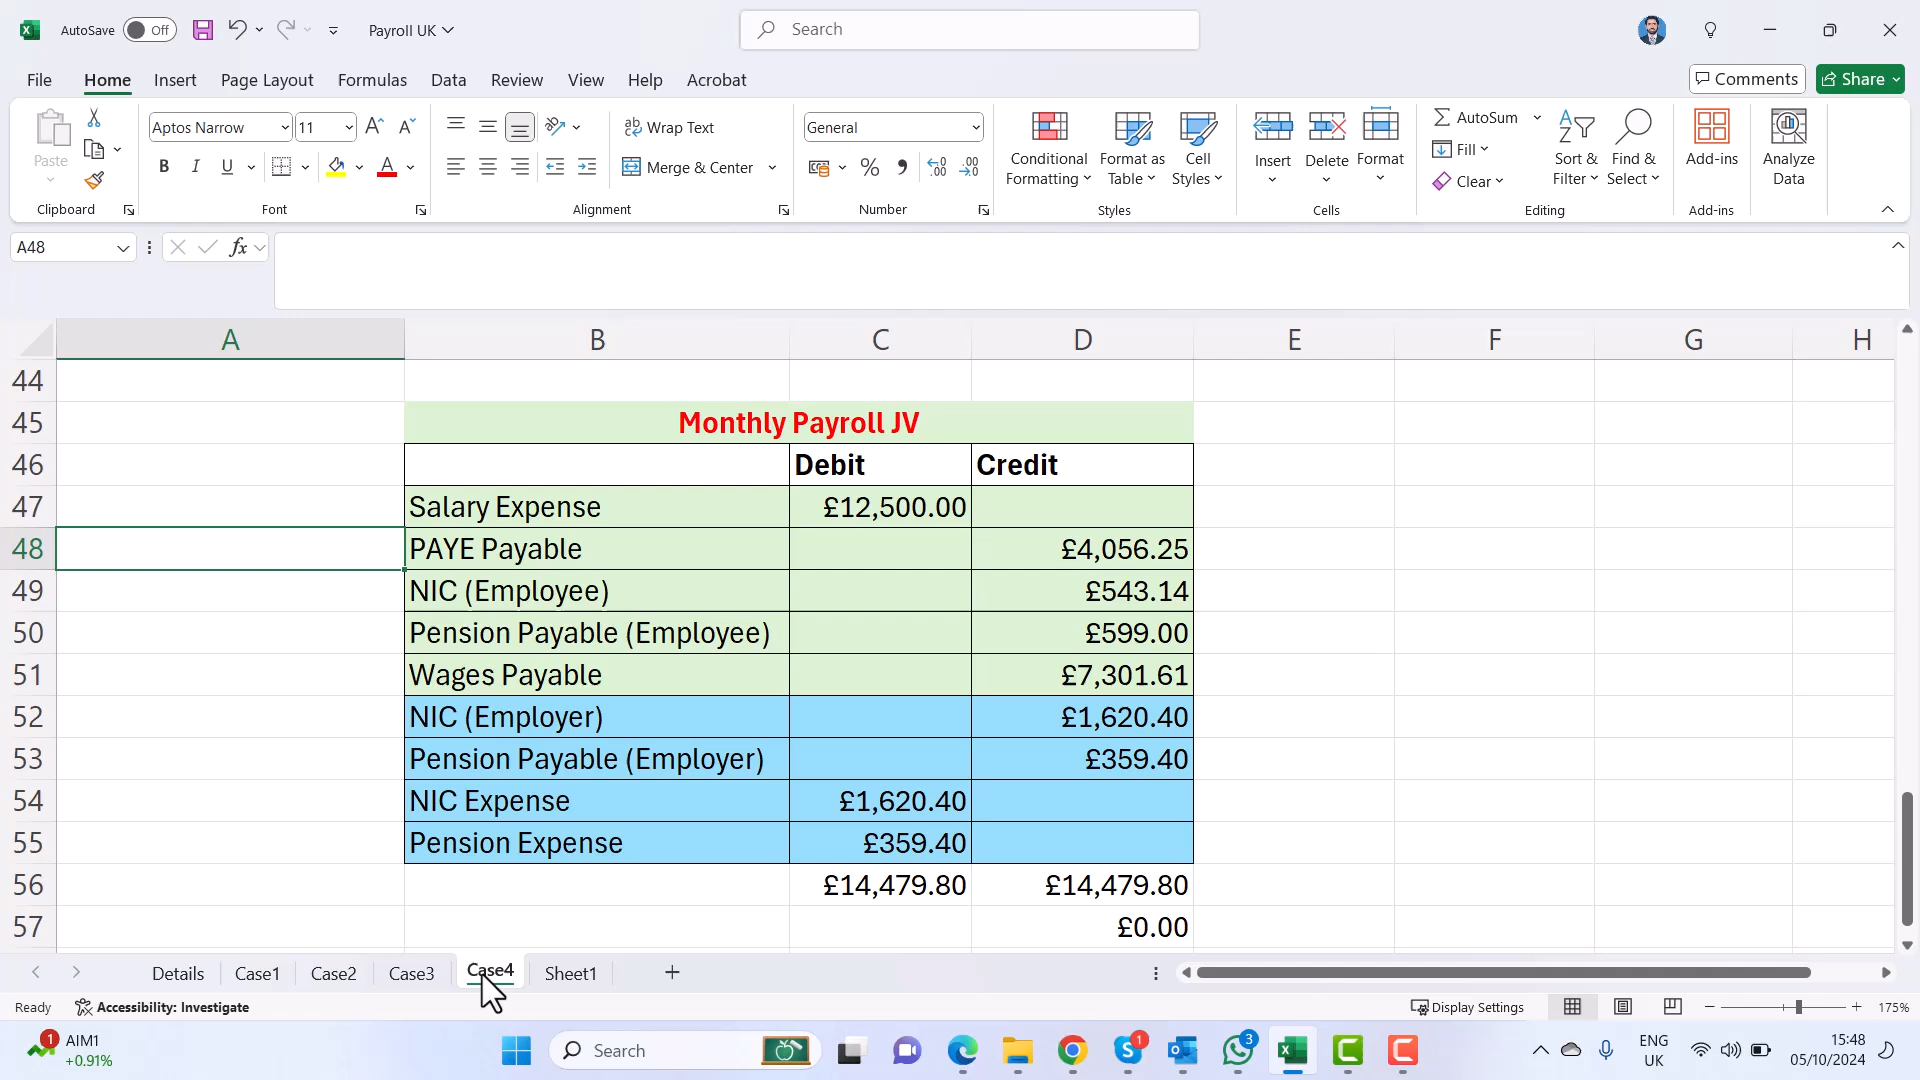 AutoSave Off Payroll UK Search
File Home Insert Page Layout Formulas Data Review View Help Acrobat Comments Share
Paste Aptos Narrow 11 Wrap Text General Conditional Formatting Format as Table Cell Styles Insert Delete Format AutoSum Fill Clear Sort & Filter Find & Select Add-ins Analyze Data
B I U Merge & Center % 
Clipboard Font Alignment Number Styles Cells Editing Add-ins
A48 fx
A B C D E F G H
44
45 Monthly Payroll JV
46 Debit Credit
47 Salary Expense £12,500.00
48 PAYE Payable £4,056.25
49 NIC (Employee) £543.14
50 Pension Payable (Employee) £599.00
51 Wages Payable £7,301.61
52 NIC (Employer) £1,620.40
53 Pension Payable (Employer) £359.40
54 NIC Expense £1,620.40
55 Pension Expense £359.40
56 £14,479.80 £14,479.80
57 £0.00
Details Case1 Case2 Case3 Case4 Sheet1
Ready Accessibility: Investigate Display Settings 175%
1 AIM1 Search 1 3 ENG 15:48
+0.91% UK 05/10/2024